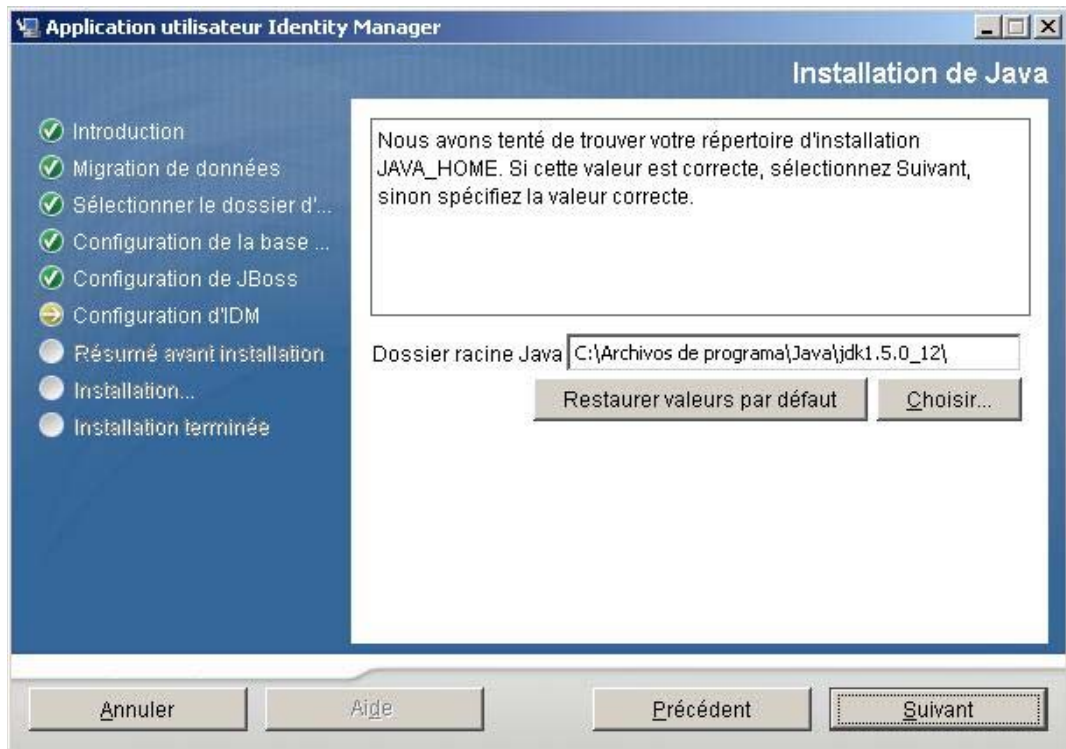 Application utilisateur Identity Manager
Installation de Java
Introduction
Migration de données
Sélectionner le dossier d'...
Configuration de la base ...
Configuration de JBoss
Configuration d'IDM
Résumé avant installation
Installation...
Installation terminée
Nous avons tenté de trouver votre répertoire d'installation
JAVA_HOME. Si cette valeur est correcte, sélectionnez Suivant,
sinon spécifiez la valeur correcte.
Dossier racine Java C:\Archivos de programa\Java\jdk1.5.0_12\
Restaurer valeurs par défaut Choisir...
Annuler Aide Précédent Suivant